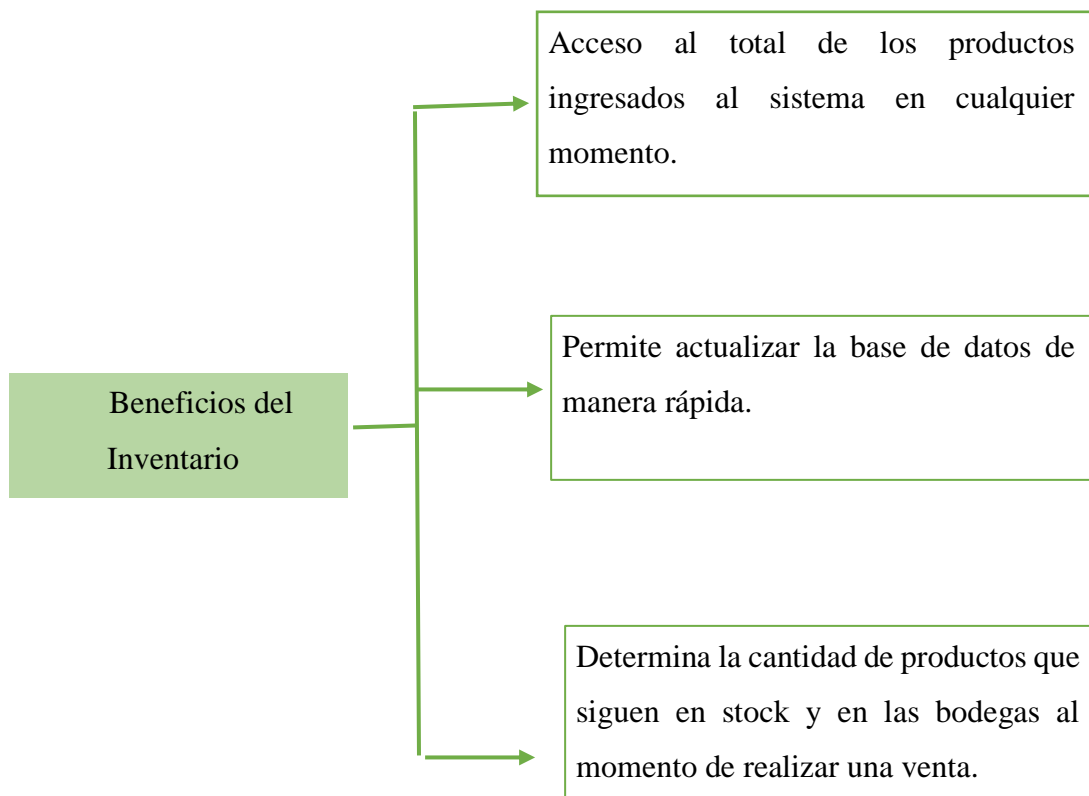 Acceso al total de los productos
ingresados al sistema en cualquier
momento.
Permite actualizar la base de datos de
manera rápida.
Beneficios del
Inventario
Determina la cantidad de productos que
siguen en stock y en las bodegas al
momento de realizar una venta.